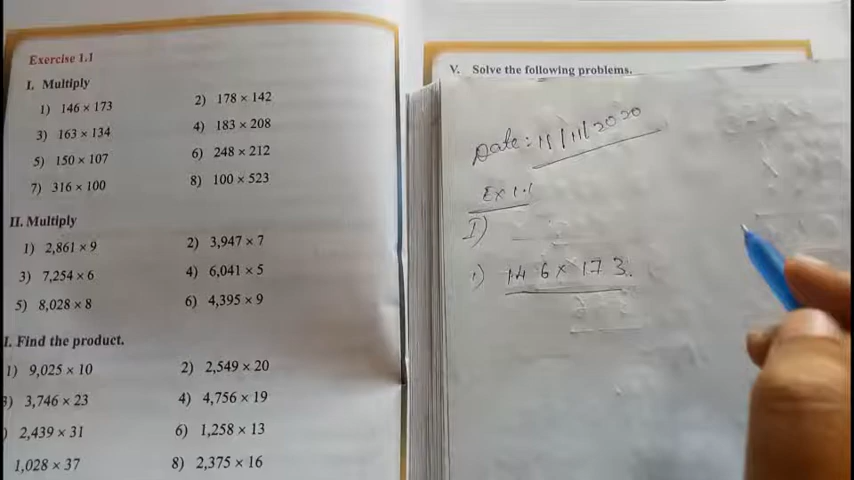 Exercise 1.1
I. Multiply
1) 146 × 173
2) 178 × 142
3) 163 × 134
4) 183 × 208
5) 150 × 107
6) 248 × 212
7) 316 × 100
8) 100 × 523
II. Multiply
1) 2,861 × 9
2) 3,947 × 7
3) 7,254 × 6
4) 6,041 × 5
5) 8,028 × 8
6) 4,395 × 9
I. Find the product.
1) 9,025 × 10
2) 2,549 × 20
3) 3,746 × 23
4) 4,756 × 19
) 2,439 × 31
6) 1,258 × 13
1,028 × 37
8) 2,375 × 16
V. Solve the following problems.
Date: 11/11/2020
Ex 1.1
I)
1) 146 × 173.